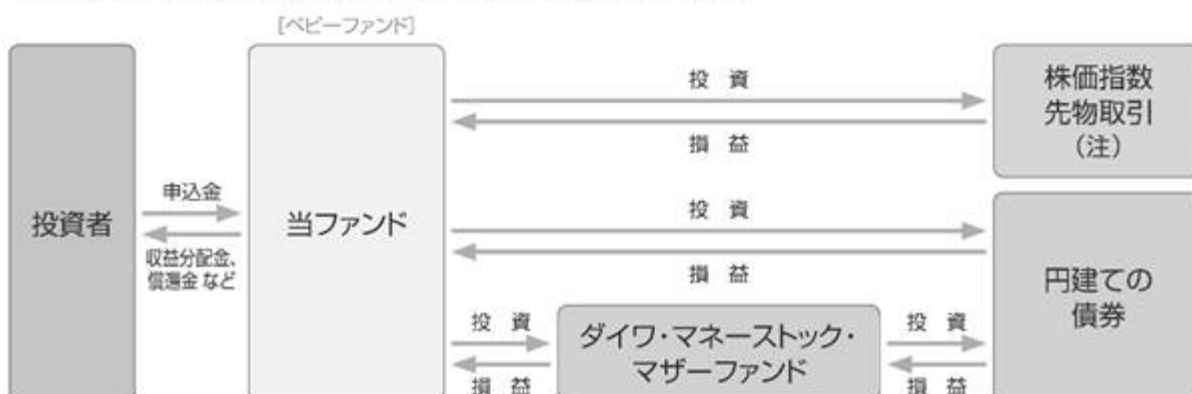 [ベビーファンド]
投資者
申込金
収益分配金、
償還金 など
当ファンド
投 資
損 益
株価指数
先物取引
（注）
投 資
損 益
円建ての
債券
投 資
損 益
ダイワ・マネーストック・
マザーファンド
投 資
損 益